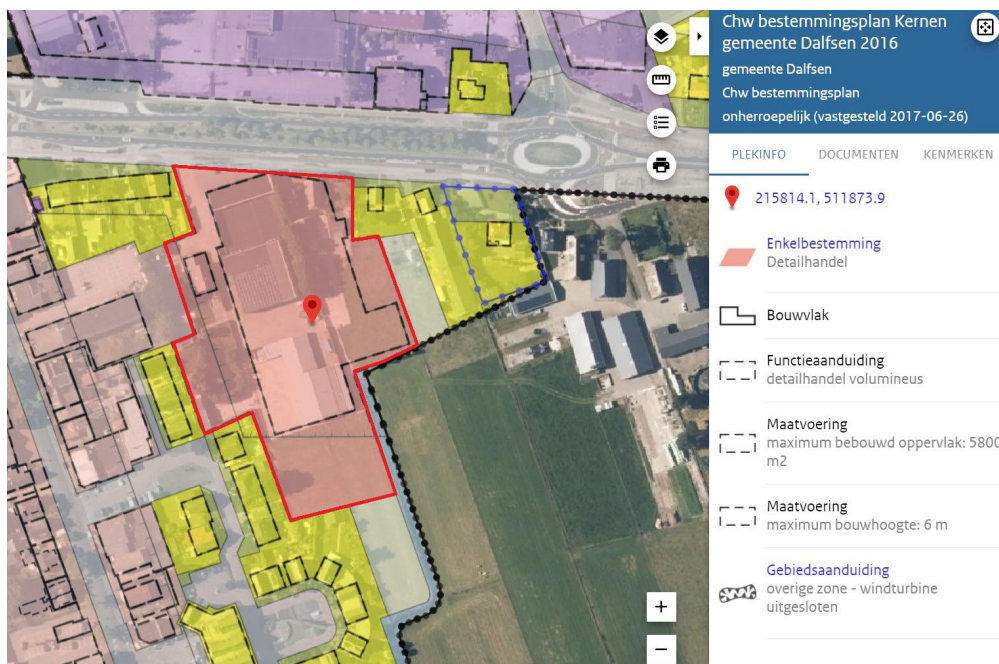 Chw bestemmingsplan Kernen
gemeente Dalfsen 2016
gemeente Dalfsen
Chw bestemmingsplan
onherroepelijk (vastgesteld 2017-06-26)
PLEKINFO DOCUMENTEN KENMERKEN
215814.1, 511873.9
Enkelbestemming
Detailhandel
Bouwvlak
Functieaanduiding
detailhandel volumineus
Maatvoering
maximum bebouwd oppervlak: 5800
m2
Maatvoering
maximum bouwhoogte: 6 m
Gebiedsaanduiding
overige zone - windturbine
uitgesloten
+
−